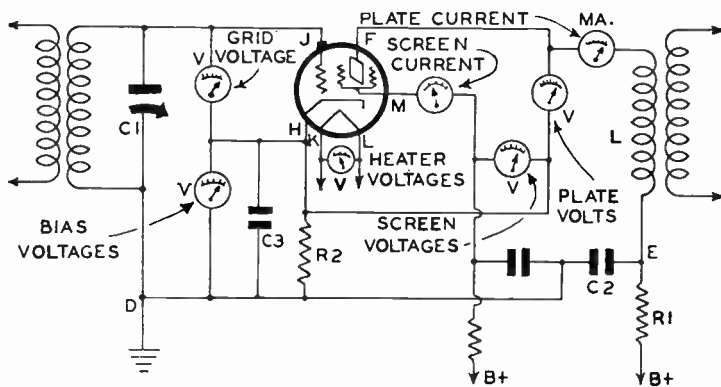 PLATE CURRENT
MA.
GRID
VOLTAGE
J
F
SCREEN
CURRENT
V
C1
M
V
L
H
K
L
V
HEATER
VOLTAGES
V
PLATE
VOLTS
V
BIAS
VOLTAGES
C3
R2
SCREEN
VOLTAGES
E
C2
D
R1
B+
B+